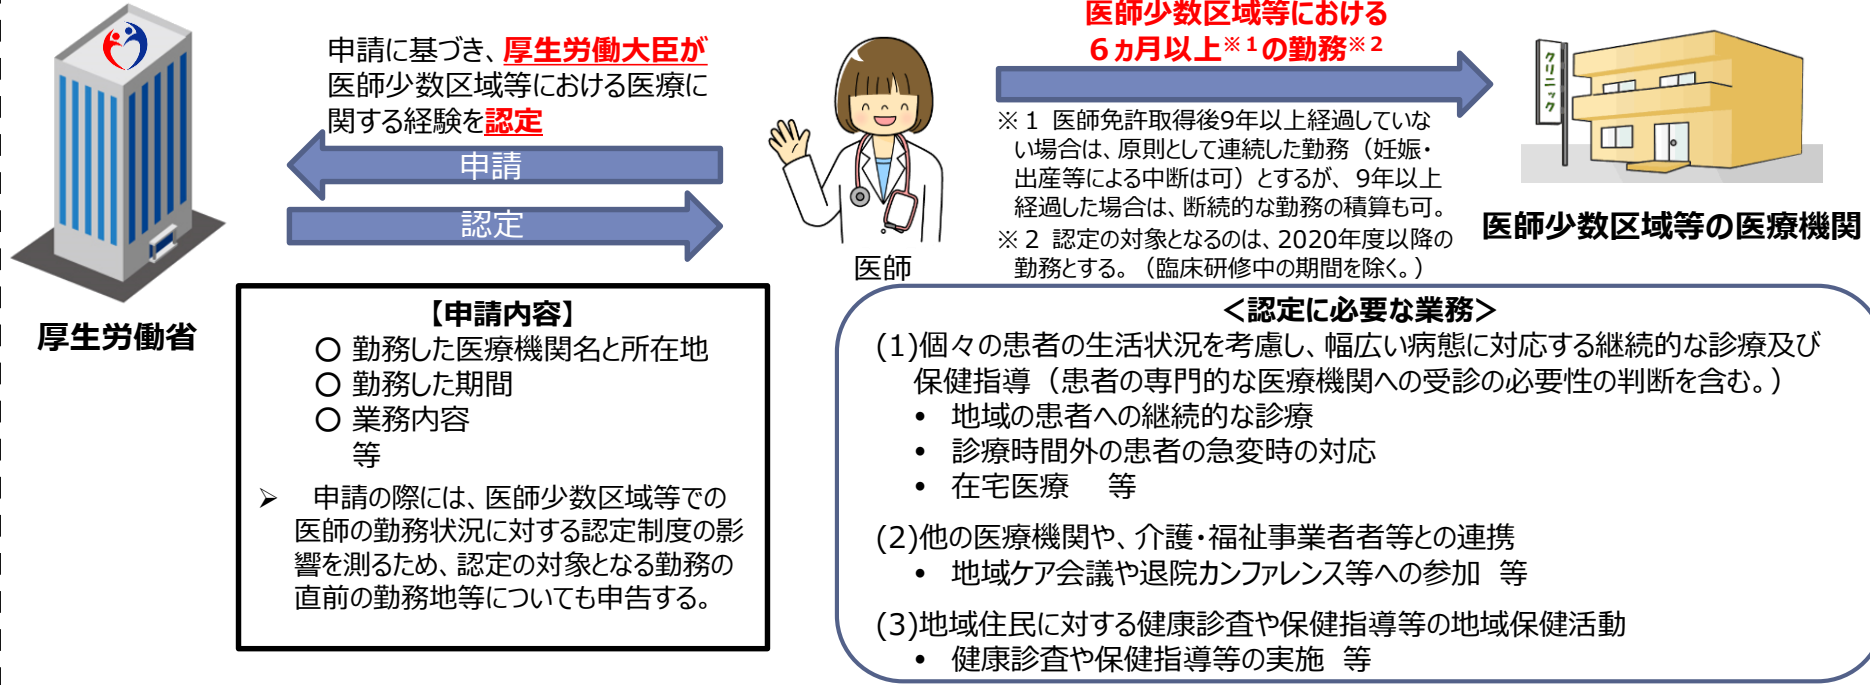 申請に基づき、厚生労働大臣が
医師少数区域等における医療に
関する経験を認定
申請
認定
厚生労働省
医師
医師少数区域等における
６ヵ月以上※１の勤務※２
※１ 医師免許取得後9年以上経過していな
い場合は、原則として連続した勤務（妊娠・
出産等による中断は可）とするが、9年以上
経過した場合は、断続的な勤務の積算も可。
※２ 認定の対象となるのは、2020年度以降の
勤務とする。（臨床研修中の期間を除く。）
クリニック
医師少数区域等の医療機関
【申請内容】
○ 勤務した医療機関名と所在地
○ 勤務した期間
○ 業務内容
等
➢ 申請の際には、医師少数区域等での
医師の勤務状況に対する認定制度の影
響を測るため、認定の対象となる勤務の
直前の勤務地等についても申告する。
＜認定に必要な業務＞
(1)個々の患者の生活状況を考慮し、幅広い病態に対応する継続的な診療及び
保健指導（患者の専門的な医療機関への受診の必要性の判断を含む。）
• 地域の患者への継続的な診療
• 診療時間外の患者の急変時の対応
• 在宅医療 等
(2)他の医療機関や、介護・福祉事業者者等との連携
• 地域ケア会議や退院カンファレンス等への参加 等
(3)地域住民に対する健康診査や保健指導等の地域保健活動
• 健康診査や保健指導等の実施 等